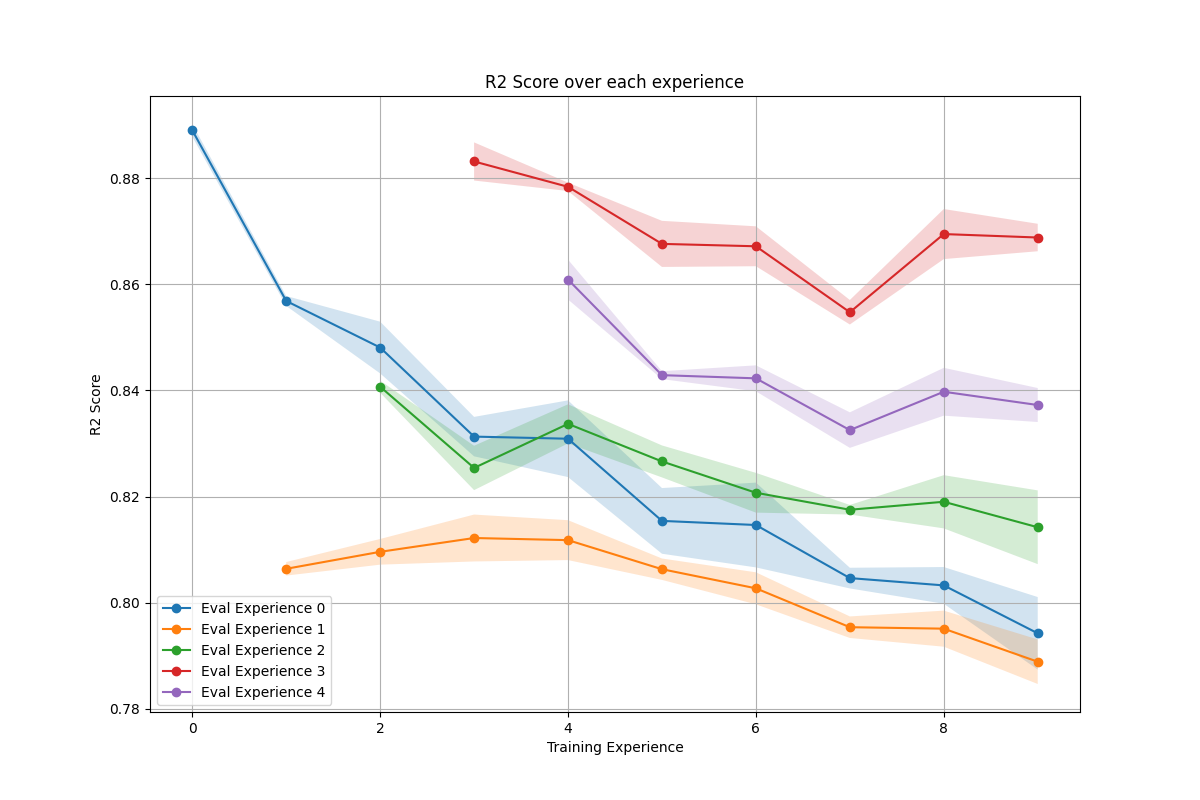 R2 Score over each experience
R2 Score
0.88
0.86
0.84
0.82
0.80
0.78
Eval Experience 0
Eval Experience 1
Eval Experience 2
Eval Experience 3
Eval Experience 4
0 2 4 6 8
Training Experience